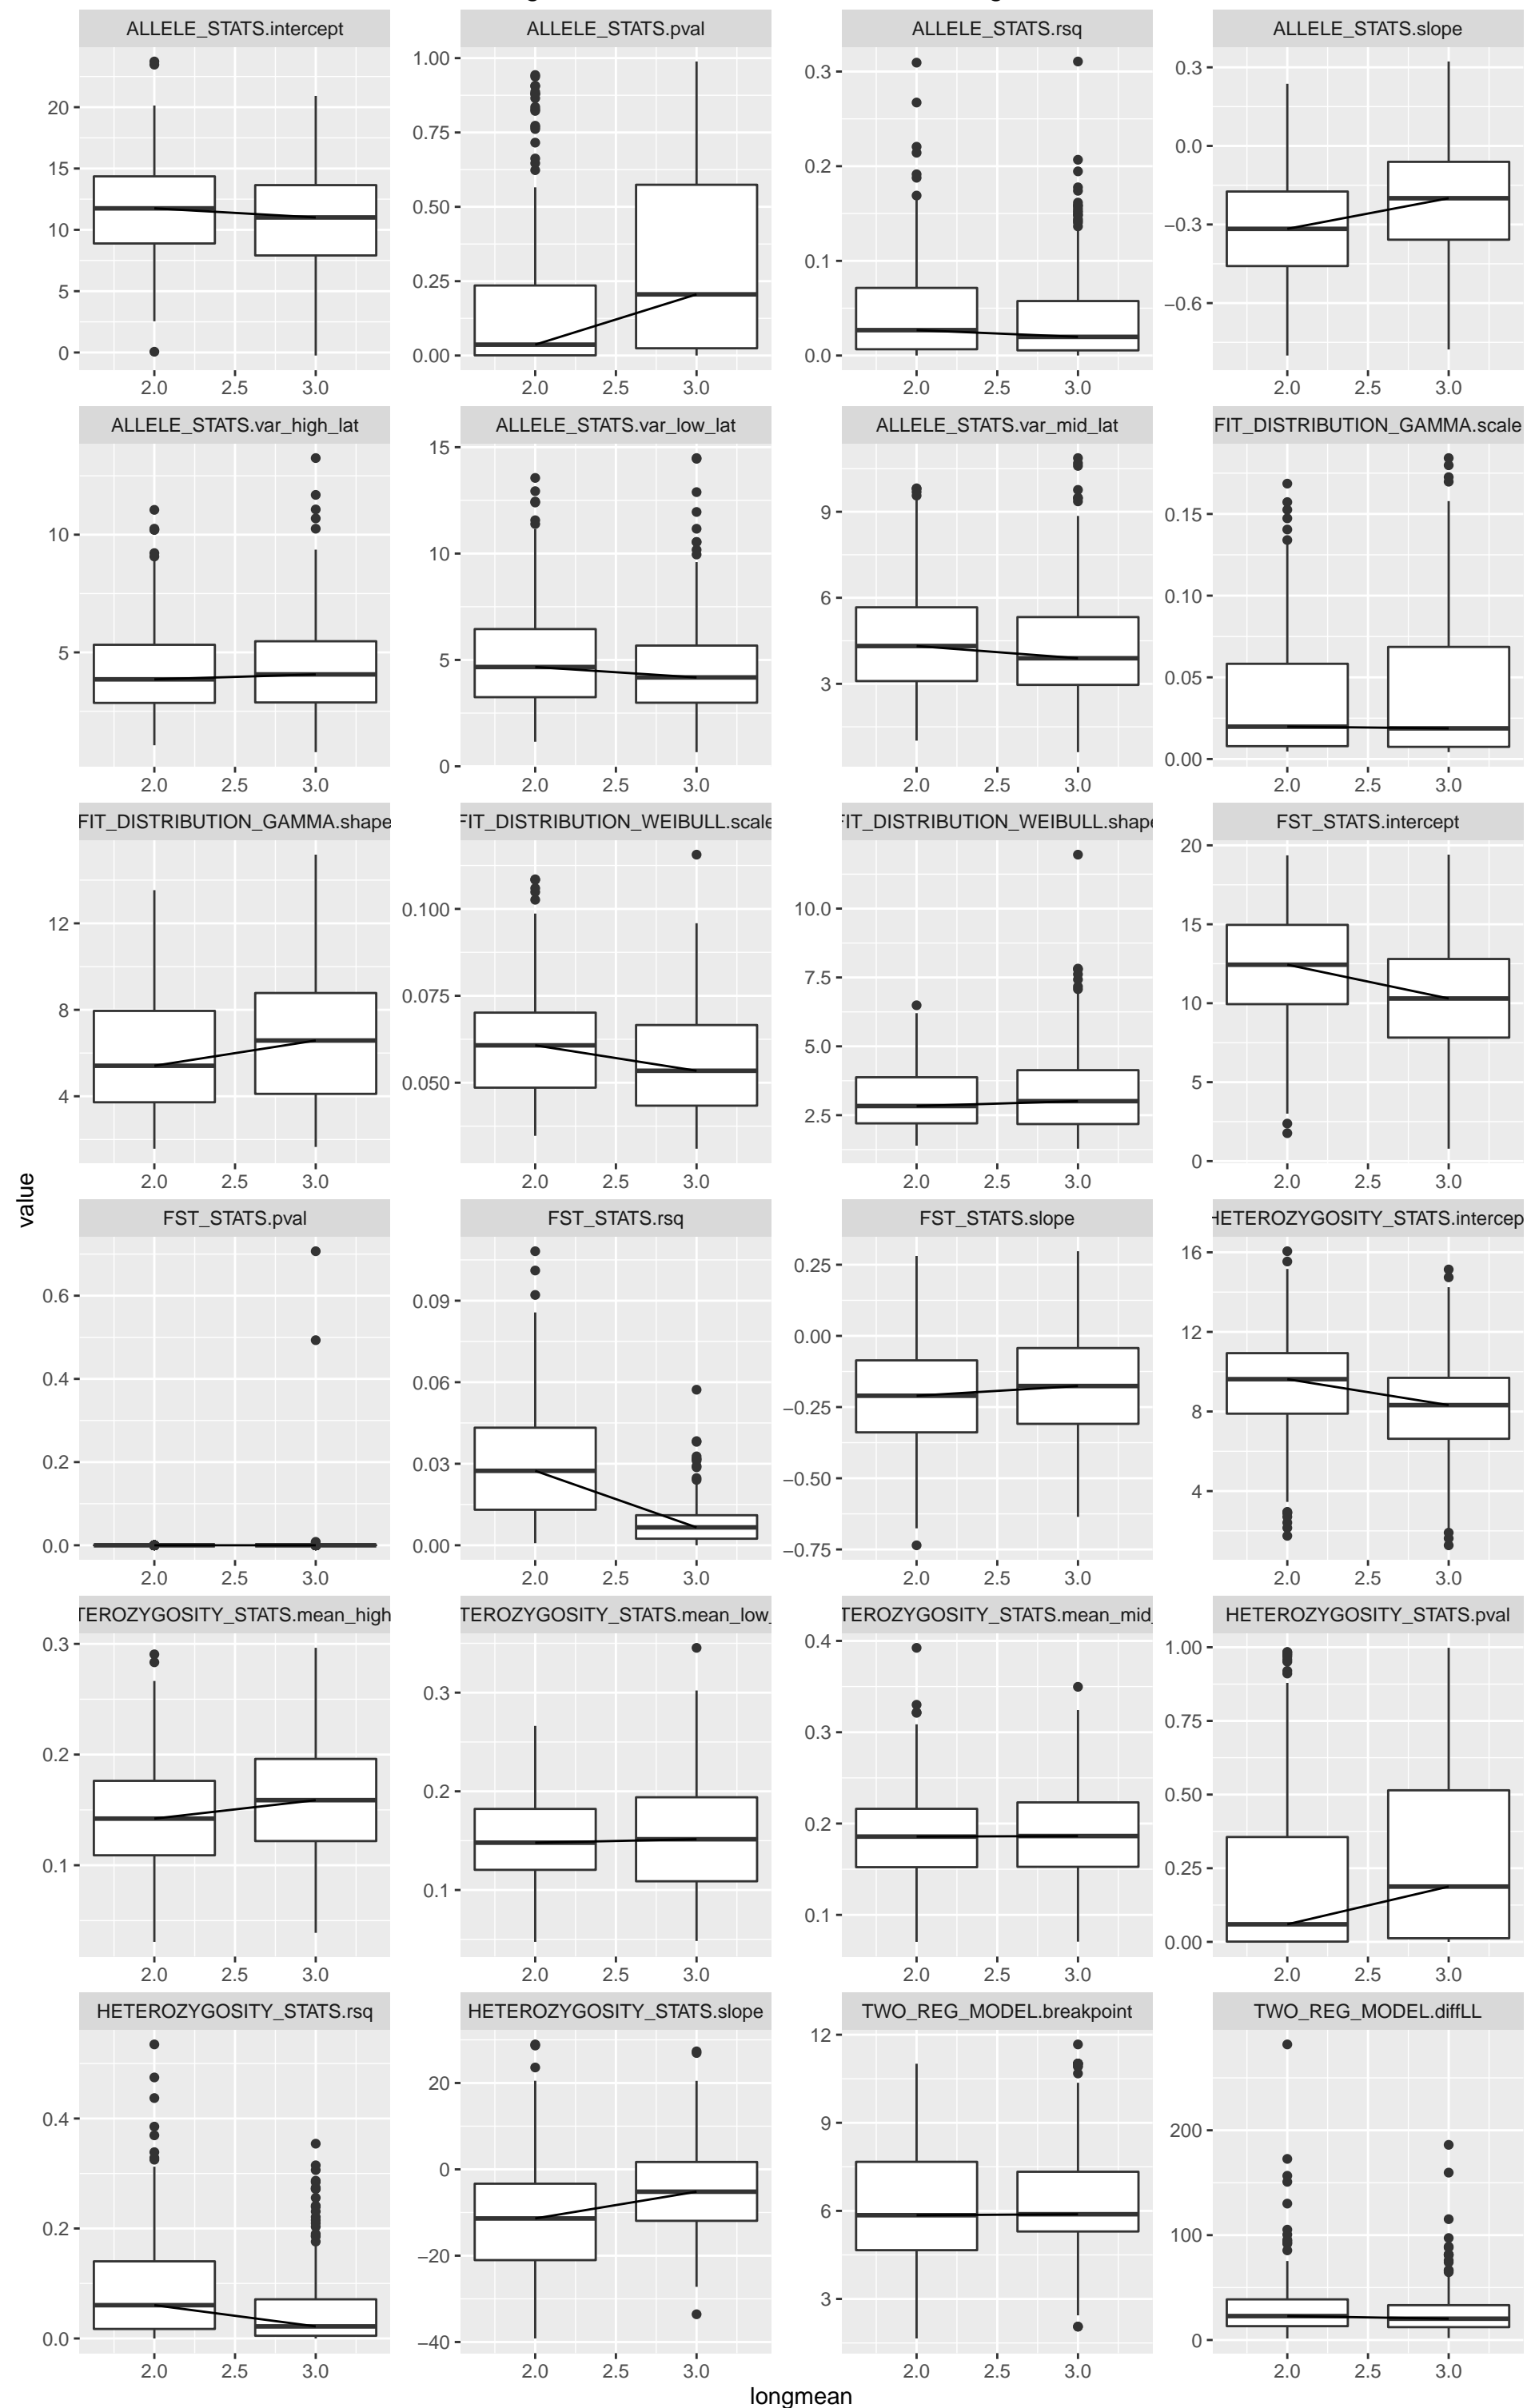 ALLELE_STATS.intercept ALLELE_STATS.pval ALLELE_STATS.rsq ALLELE_STATS.slope
20 15 10 5 0
1.00 0.75 0.50 0.25 0.00
0.3 0.2 0.1 0.0
0.3 0.0 −0.3 −0.6
2.0 2.5 3.0 2.0 2.5 3.0 2.0 2.5 3.0 2.0 2.5 3.0
ALLELE_STATS.var_high_lat ALLELE_STATS.var_low_lat ALLELE_STATS.var_mid_lat FIT_DISTRIBUTION_GAMMA.scale
10 5
15 10 5 0
9 6 3
0.15 0.10 0.05 0.00
2.0 2.5 3.0 2.0 2.5 3.0 2.0 2.5 3.0 2.0 2.5 3.0
FIT_DISTRIBUTION_GAMMA.shape FIT_DISTRIBUTION_WEIBULL.scale FIT_DISTRIBUTION_WEIBULL.shape FST_STATS.intercept
12 8 4
0.100 0.075 0.050
10.0 7.5 5.0 2.5
20 15 10 5 0
2.0 2.5 3.0 2.0 2.5 3.0 2.0 2.5 3.0 2.0 2.5 3.0
value
FST_STATS.pval FST_STATS.rsq FST_STATS.slope HETEROZYGOSITY_STATS.intercep
0.6 0.4 0.2 0.0
0.09 0.06 0.03 0.00
0.25 0.00 −0.25 −0.50 −0.75
16 12 8 4
2.0 2.5 3.0 2.0 2.5 3.0 2.0 2.5 3.0 2.0 2.5 3.0
TEROZYGOSITY_STATS.mean_high TEROZYGOSITY_STATS.mean_low_ TEROZYGOSITY_STATS.mean_mid_ HETEROZYGOSITY_STATS.pval
0.3 0.2 0.1
0.3 0.2 0.1
0.4 0.3 0.2 0.1
1.00 0.75 0.50 0.25 0.00
2.0 2.5 3.0 2.0 2.5 3.0 2.0 2.5 3.0 2.0 2.5 3.0
HETEROZYGOSITY_STATS.rsq HETEROZYGOSITY_STATS.slope TWO_REG_MODEL.breakpoint TWO_REG_MODEL.diffLL
0.4 0.2 0.0
20 0 −20 −40
12 9 6 3
200 100 0
2.0 2.5 3.0 2.0 2.5 3.0 2.0 2.5 3.0 2.0 2.5 3.0
longmean